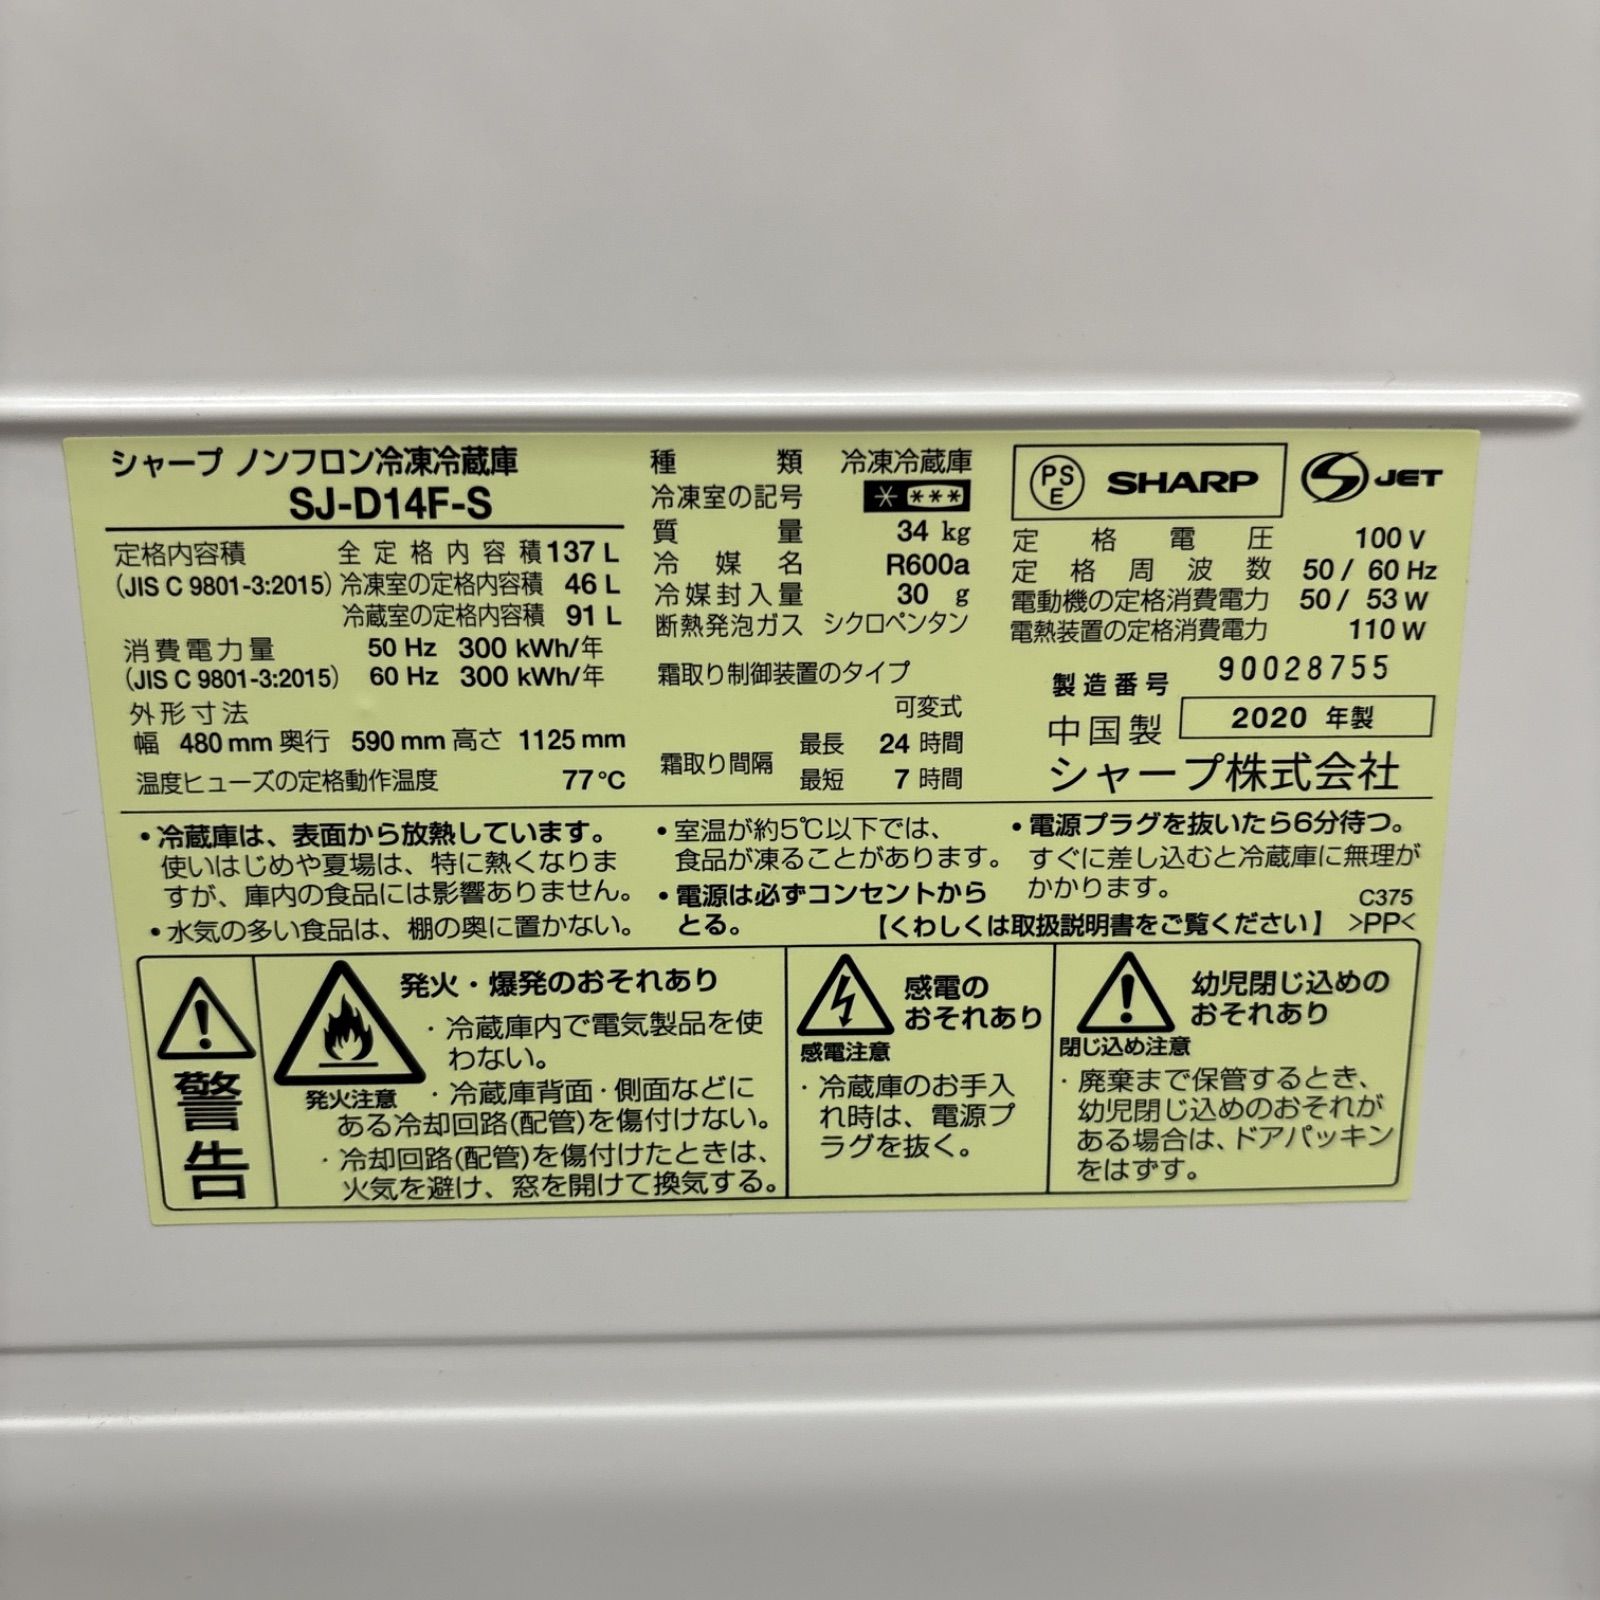 シャープ ノンフロン冷凍冷蔵庫
SJ-D14F-S
定格内容積 全定格内容積 137 L
(JIS C 9801-3:2015) 冷凍室の定格内容積 46 L
冷蔵室の定格内容積 91 L
消費電力量 50 Hz 300 kWh/年
(JIS C 9801-3:2015) 60 Hz 300 kWh/年
外形寸法
幅 480 mm 奥行 590 mm 高さ 1125 mm
温度ヒューズの定格動作温度 77℃
種類 冷凍冷蔵庫
冷凍室の記号 * ***
質量 34 kg
冷媒名 R600a
冷媒封入量 30 g
断熱発泡ガス シクロペンタン
霜取り制御装置のタイプ
可変式
霜取り間隔 最長 24 時間
最短 7 時間
PS
E SHARP JET
定格電圧 100 V
定格周波数 50 / 60 Hz
電動機の定格消費電力 50 / 53 W
電熱装置の定格消費電力 110 W
製造番号 90028755
中国製 2020 年製
シャープ株式会社
・冷蔵庫は、表面から放熱しています。
使いはじめや夏場は、特に熱くなりま
すが、庫内の食品には影響ありません。
・水気の多い食品は、棚の奥に置かない。
・室温が約5℃以下では、
食品が凍ることがあります。
・電源は必ずコンセントから
とる。
・電源プラグを抜いたら6分待つ。
すぐに差し込むと冷蔵庫に無理が
かかります。
C375
【くわしくは取扱説明書をご覧ください】 >PP<
警告
発火・爆発のおそれあり
発火注意
・冷蔵庫内で電気製品を使
わない。
・冷蔵庫背面・側面などに
ある冷却回路(配管)を傷付けない。
・冷却回路(配管)を傷付けたときは、
火気を避け、窓を開けて換気する。
感電の
おそれあり
感電注意
・冷蔵庫のお手入
れ時は、電源プ
ラグを抜く。
幼児閉じ込めの
おそれあり
閉じ込め注意
・廃棄まで保管するとき、
幼児閉じ込めのおそれが
ある場合は、ドアパッキン
をはずす。